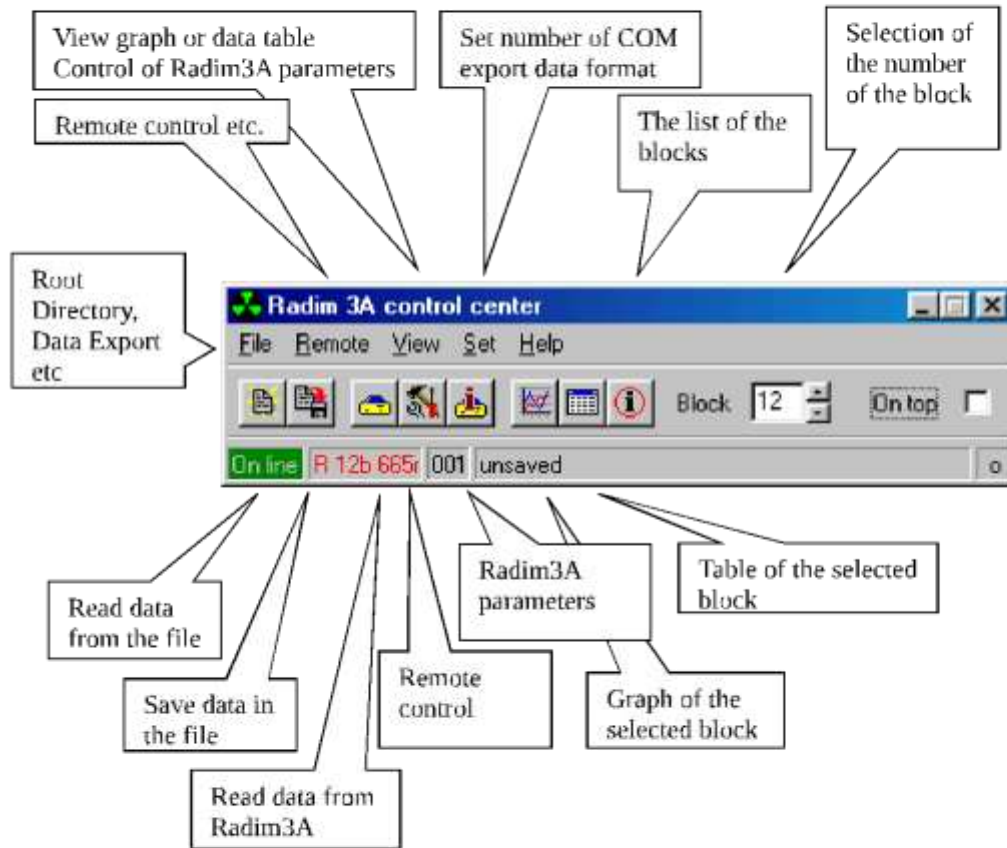 View graph or data table
Control of Radim3A parameters
Remote control etc.
Set number of COM
export data format
The list of the
blocks
Selection of
the number
of the block
Root
Directory,
Data Export
etc
Radim 3A control center
File Remote View Set Help
Block 12 On top
On line R 12b 665r 001 unsaved o
Read data
from the file
Save data in
the file
Read data from
Radim3A
Remote
control
Radim3A
parameters
Graph of the
selected block
Table of the selected
block